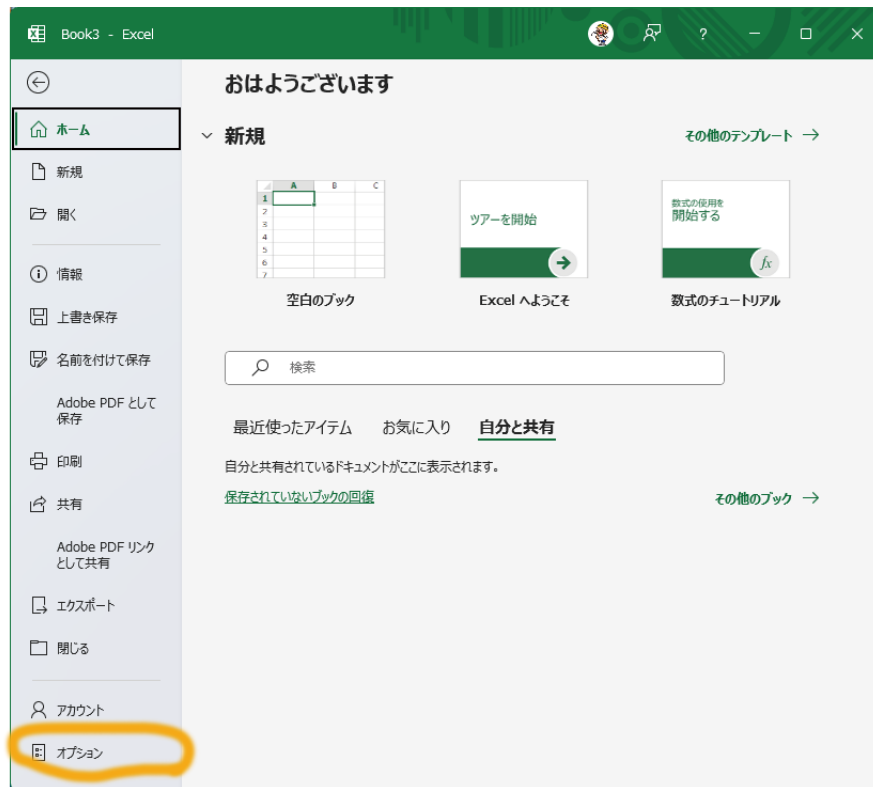 Book3 - Excel
?
おはようございます
ホーム
新規
開く
情報
上書き保存
名前を付けて保存
Adobe PDF として
保存
印刷
共有
Adobe PDF リンク
として共有
エクスポート
閉じる
アカウント
オプション
新規
その他のテンプレート →
A B C
1
2
3
4
5
6
7
空白のブック
ツアーを開始
Excel へようこそ
数式の使用を
開始する
fx
数式のチュートリアル
検索
最近使ったアイテム お気に入り 自分と共有
自分と共有されているドキュメントがここに表示されます。
保存されていないブックの回復
その他のブック →